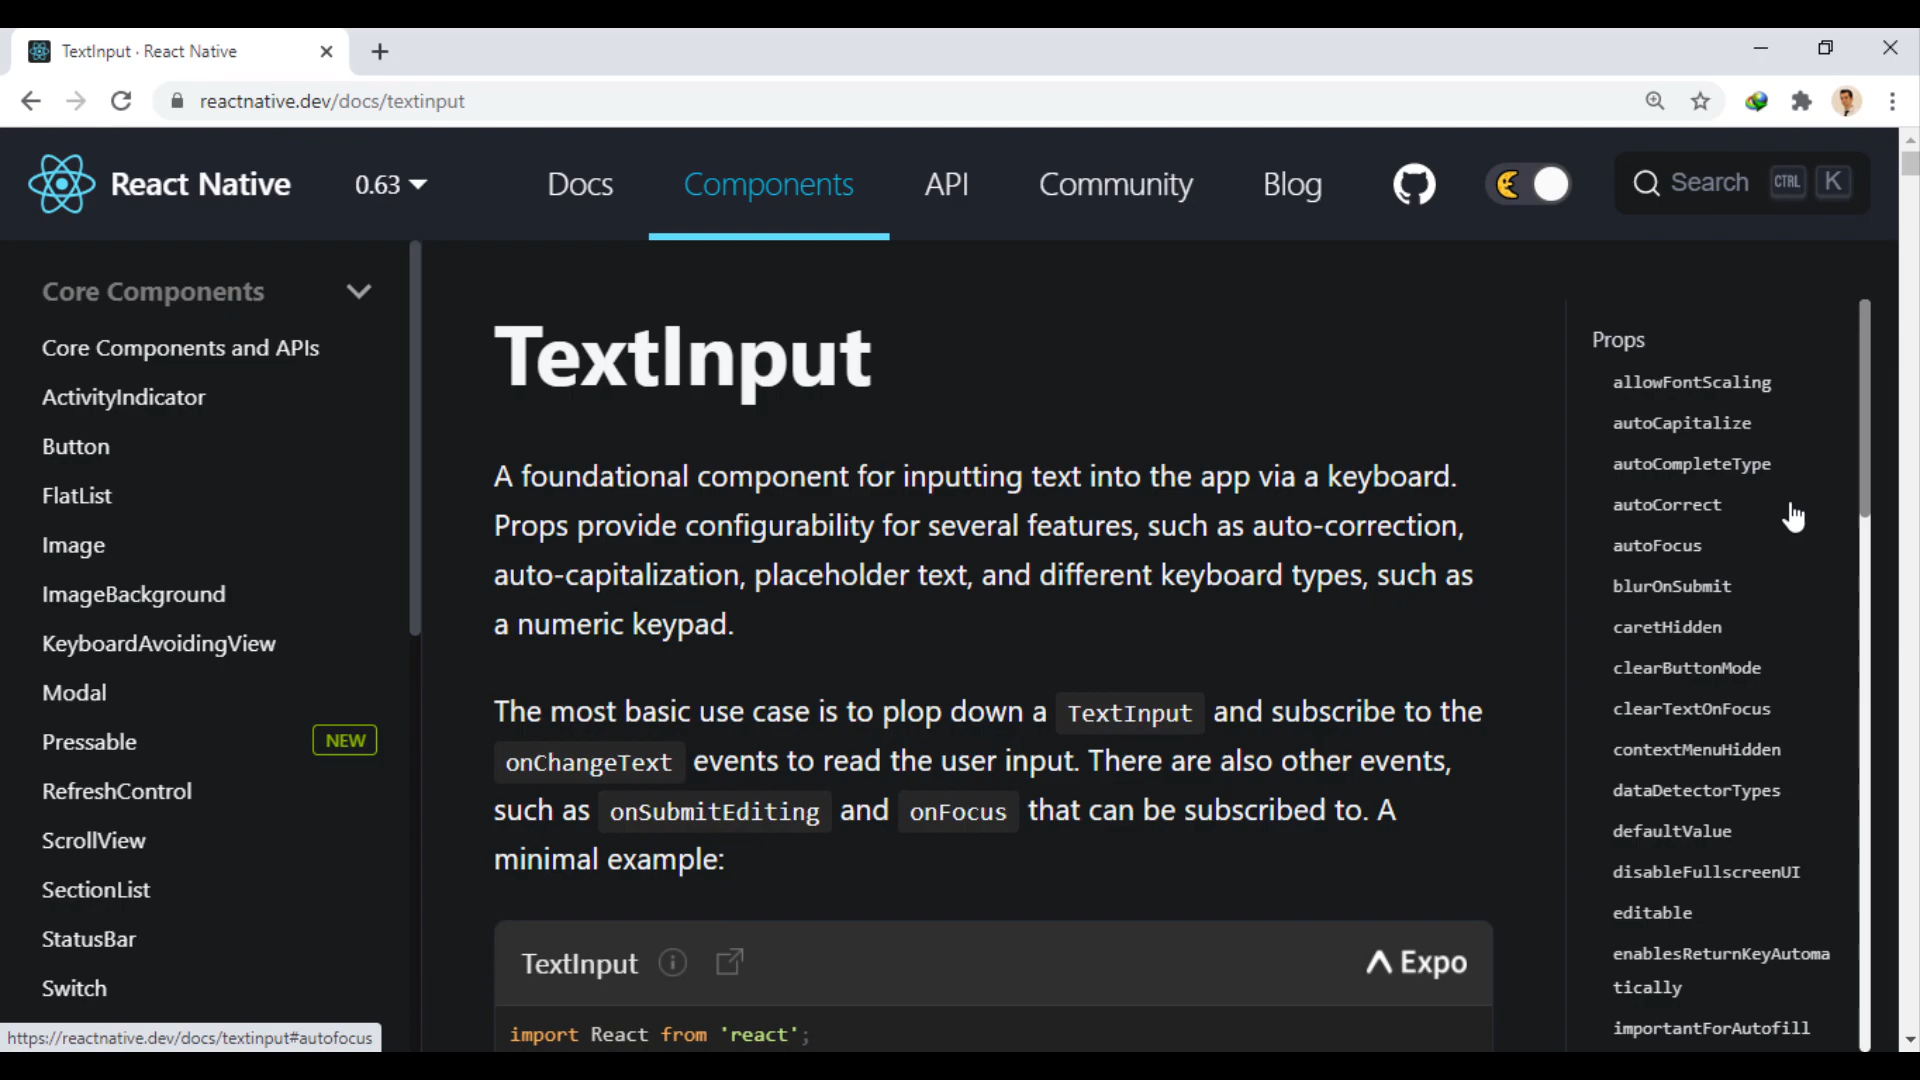 TextInput · React Native
reactnative.dev/docs/textinput
React Native 0.63 Docs Components API Community Blog Search CTRL K
Core Components
Core Components and APIs
ActivityIndicator
Button
FlatList
Image
ImageBackground
KeyboardAvoidingView
Modal
Pressable NEW
RefreshControl
ScrollView
SectionList
StatusBar
Switch
https://reactnative.dev/docs/textinput#autofocus
TextInput
A foundational component for inputting text into the app via a keyboard.
Props provide configurability for several features, such as auto-correction,
auto-capitalization, placeholder text, and different keyboard types, such as
a numeric keypad.
The most basic use case is to plop down a TextInput and subscribe to the
onChangeText events to read the user input. There are also other events,
such as onSubmitEditing and onFocus that can be subscribed to. A
minimal example:
TextInput Expo
import React from 'react';
Props
allowFontScaling
autoCapitalize
autoCompleteType
autoCorrect
autoFocus
blurOnSubmit
caretHidden
clearButtonMode
clearTextOnFocus
contextMenuHidden
dataDetectorTypes
defaultValue
disableFullscreenUI
editable
enablesReturnKeyAutoma
tically
importantForAutofill